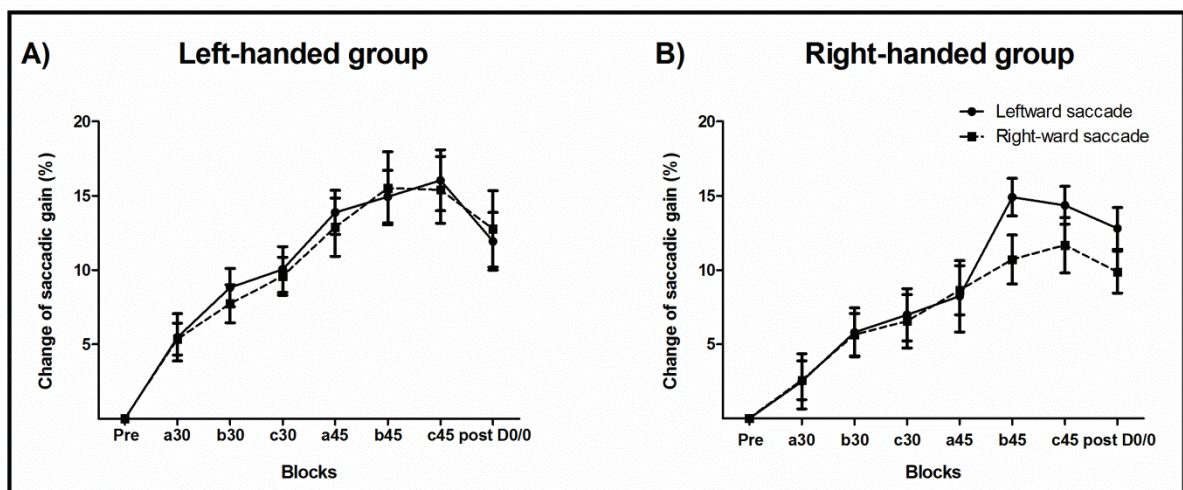 A) Left-handed group
Change of saccadic gain (%)
20
15
10
5
Pre a30 b30 c30 a45 b45 c45 post D0/0
Blocks
B) Right-handed group
Leftward saccade
Right-ward saccade
Change of saccadic gain (%)
20
15
10
5
Pre a30 b30 c30 a45 b45 c45 post D0/0
Blocks